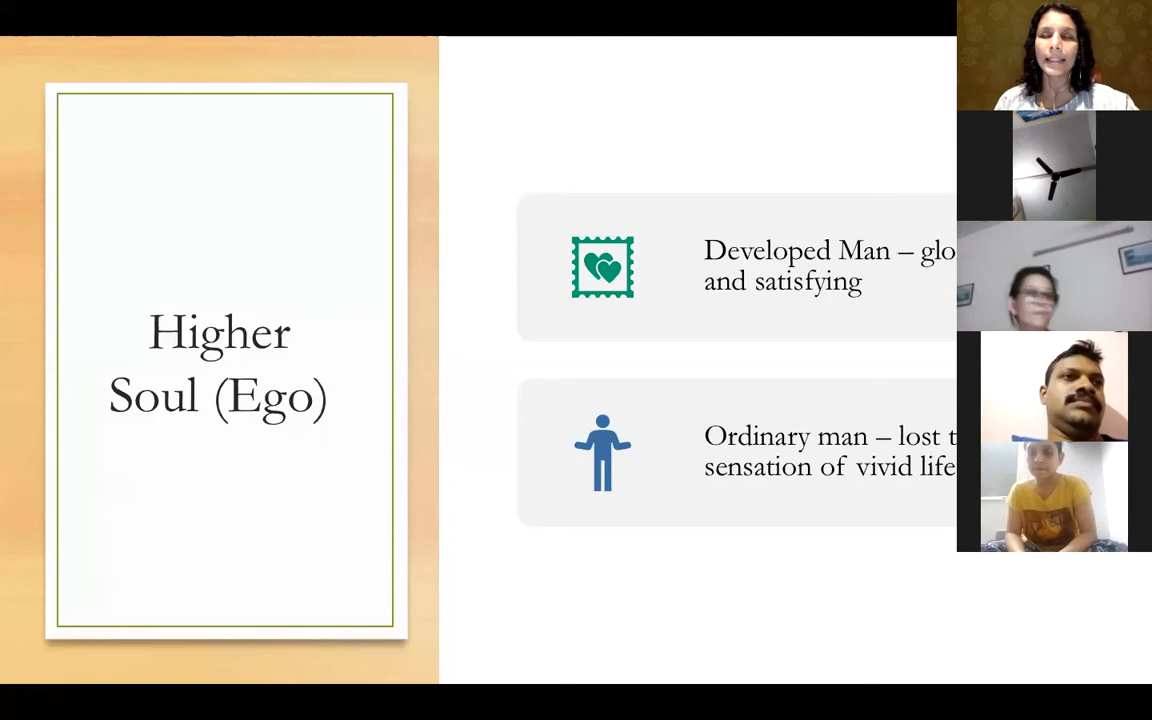 Higher
Soul (Ego)
Developed Man – glo
and satisfying
Ordinary man – lost t
sensation of vivid life